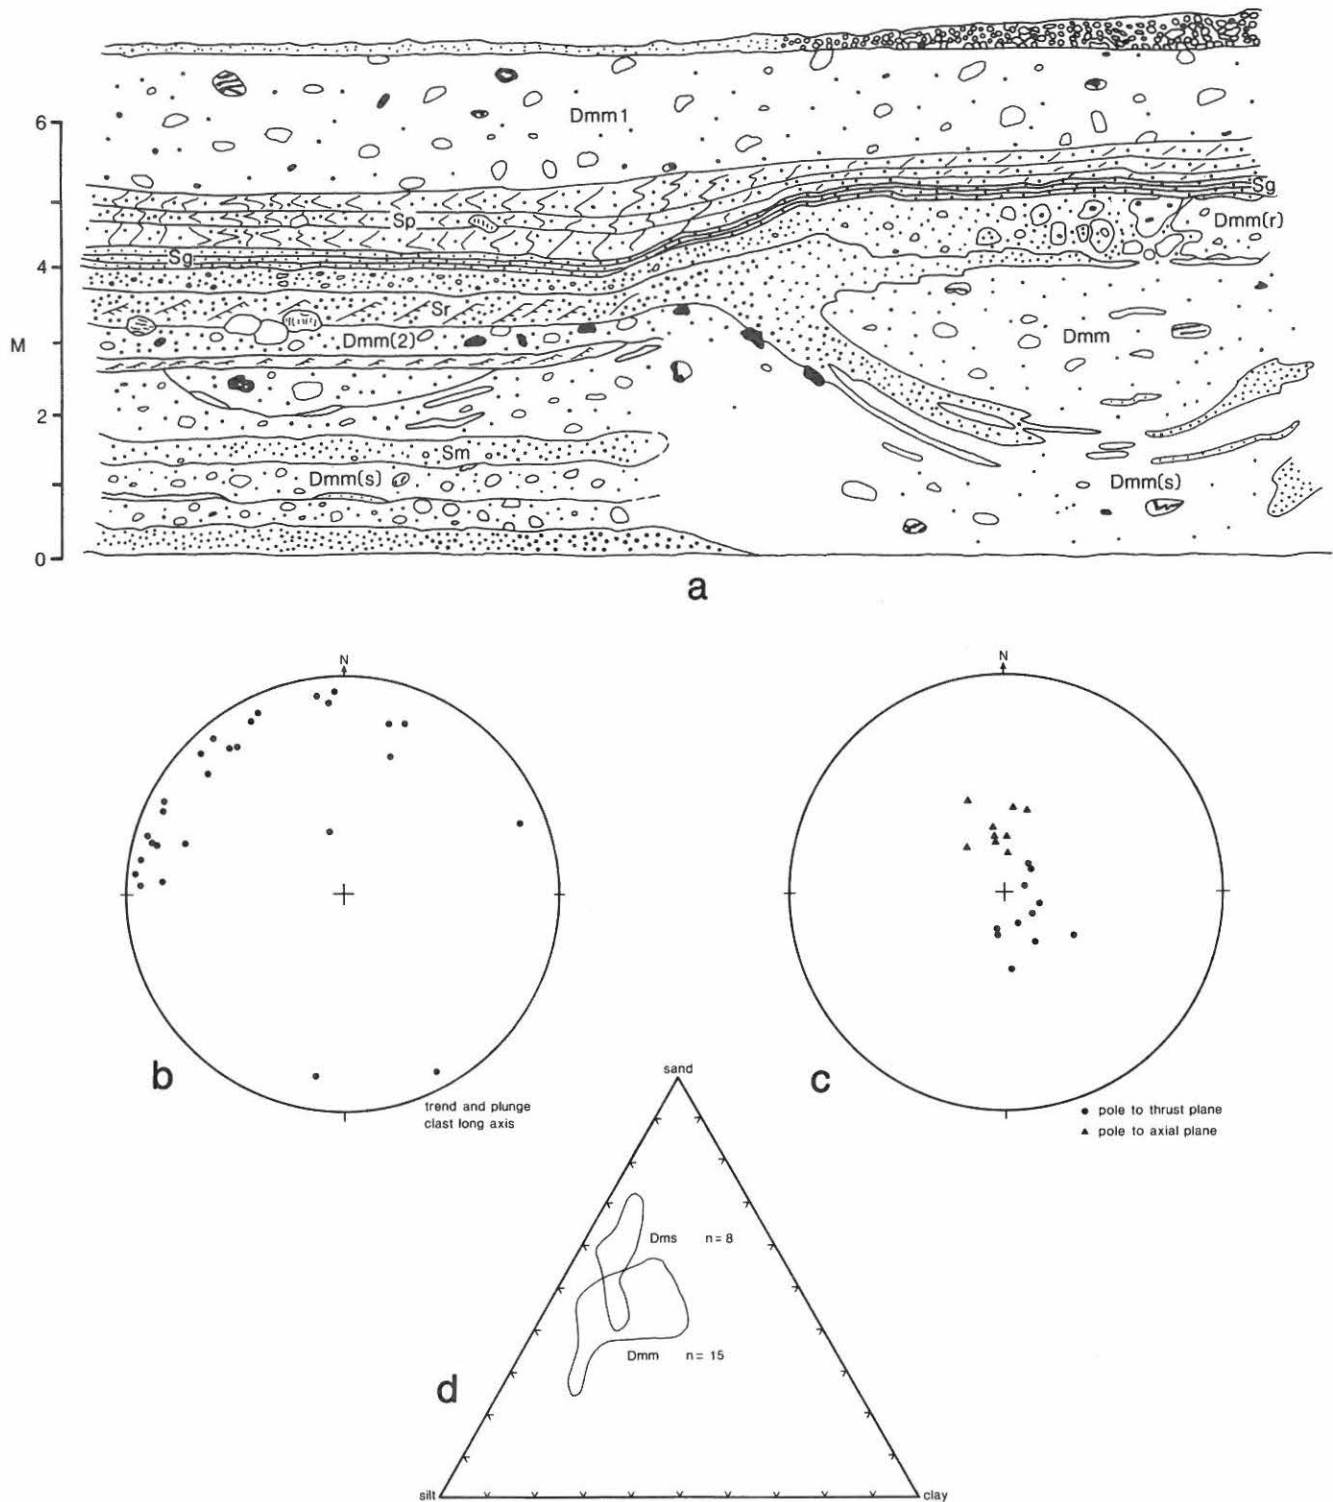 Dmm1
6
Sg
Sp
Dmm(r)
Sg
4
Sr
M
Dmm(2)
Dmm
2
Sm
Dmm(s)
Dmm(s)
1
0
a
N
N
b
trend and plunge
clast long axis
c
pole to thrust plane
pole to axial plane
sand
Dms n=8
Dmm n=15
d
silt
clay